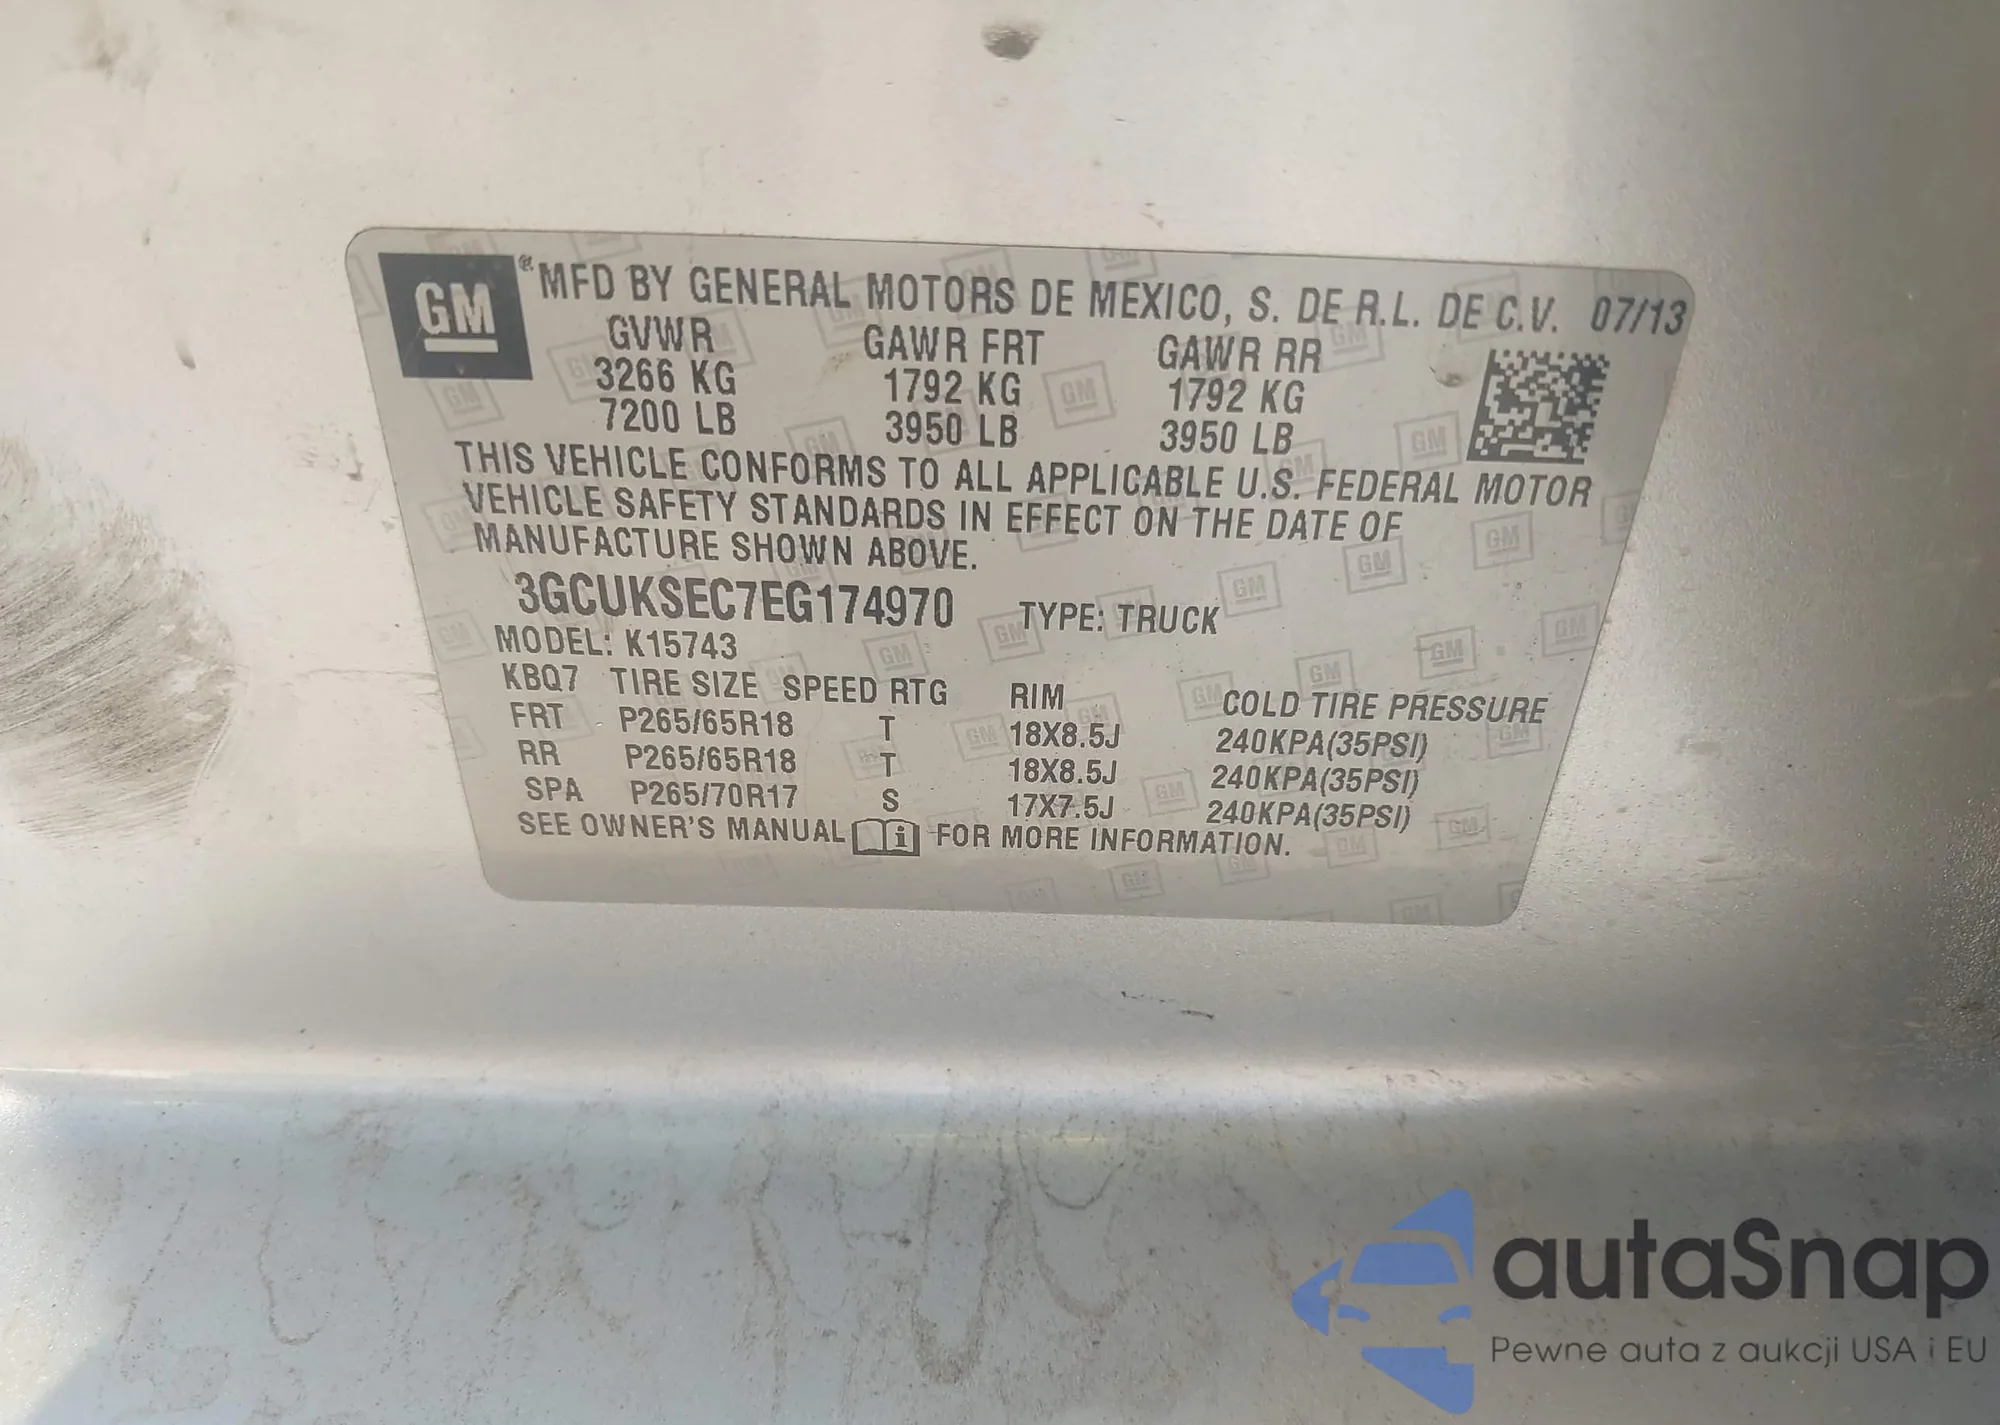 GM ® MFD BY GENERAL MOTORS DE MEXICO, S. DE R.L. DE C.V. 07/13
GVWR GAWR FRT GAWR RR
3266 KG 1792 KG 1792 KG
7200 LB 3950 LB 3950 LB
THIS VEHICLE CONFORMS TO ALL APPLICABLE U.S. FEDERAL MOTOR
VEHICLE SAFETY STANDARDS IN EFFECT ON THE DATE OF
MANUFACTURE SHOWN ABOVE.
3GCUKSEC7EG174970 TYPE: TRUCK
MODEL: K15743
KBQ7 TIRE SIZE SPEED RTG RIM COLD TIRE PRESSURE
FRT P265/65R18 T 18X8.5J 240KPA(35PSI)
RR P265/65R18 T 18X8.5J 240KPA(35PSI)
SPA P265/70R17 S 17X7.5J 240KPA(35PSI)
SEE OWNER'S MANUAL i FOR MORE INFORMATION.
autaSnap
Pewne auta z aukcji USA i EU